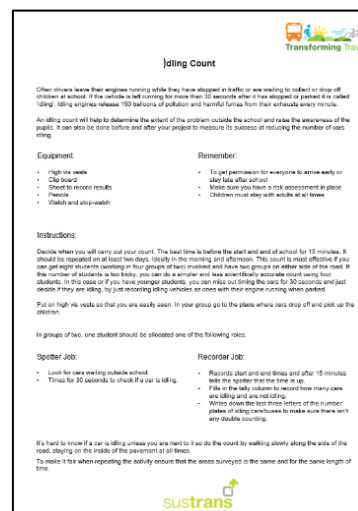 Transforming Trav
Idling Count
Often drivers leave their engines running while they have stopped in traffic or are waiting to collect or drop off
children at school. If the vehicle is left running for more than 30 seconds after it has stopped or parked it is called
'idling'. Idling engines release 150 balloons of pollution and harmful fumes from their exhausts every minute.
An idling count will help to determine the extent of the problem outside the school and raise the awareness of the
pupils. It can also be done before and after your project to measure its success at reducing the number of cars
idling.
Equipment:
• High vis vests
• Clip board
• Sheet to record results
• Pencils
• Watch and stop-watch
Remember:
• To get permission for everyone to arrive early or
stay late after school
• Make sure you have a risk assessment in place
• Children must stay with adults at all times
Instructions:
Decide when you will carry out your count. The best time is before the start and end of school for 15 minutes. It
should be repeated on at least two days, ideally in the morning and afternoon. This count is most effective if you
can get eight students (working in four groups of two) involved and have two groups on either side of the road. If
the number of students is too tricky, you can do a simpler and less scientifically accurate count using four
students. In this case or if you have younger students, you can miss out timing the cars for 30 seconds and just
decide if they are idling, by just recording idling vehicles as ones with their engine running when parked.
Put on high vis vests so that you are easily seen. In your group go to the place where cars drop off and pick up the
children.
In groups of two, one student should be allocated one of the following roles:
Spotter Job:
• Look for cars waiting outside school.
• Times for 30 seconds to check if a car is idling.
Recorder Job:
• Records start and end times and after 15 minutes
tells the spotter that the time is up.
• Fills in the tally column to record how many cars
are idling and are not idling.
• Writes down the last three letters of the number
plates of idling cars/buses to make sure there isn't
any double counting.
It's hard to know if a car is idling unless you are next to it so do the count by walking slowly along the side of the
road, staying on the inside of the pavement at all times.
To make it fair when repeating the activity ensure that the areas surveyed is the same and for the same length of
time.
sustrans